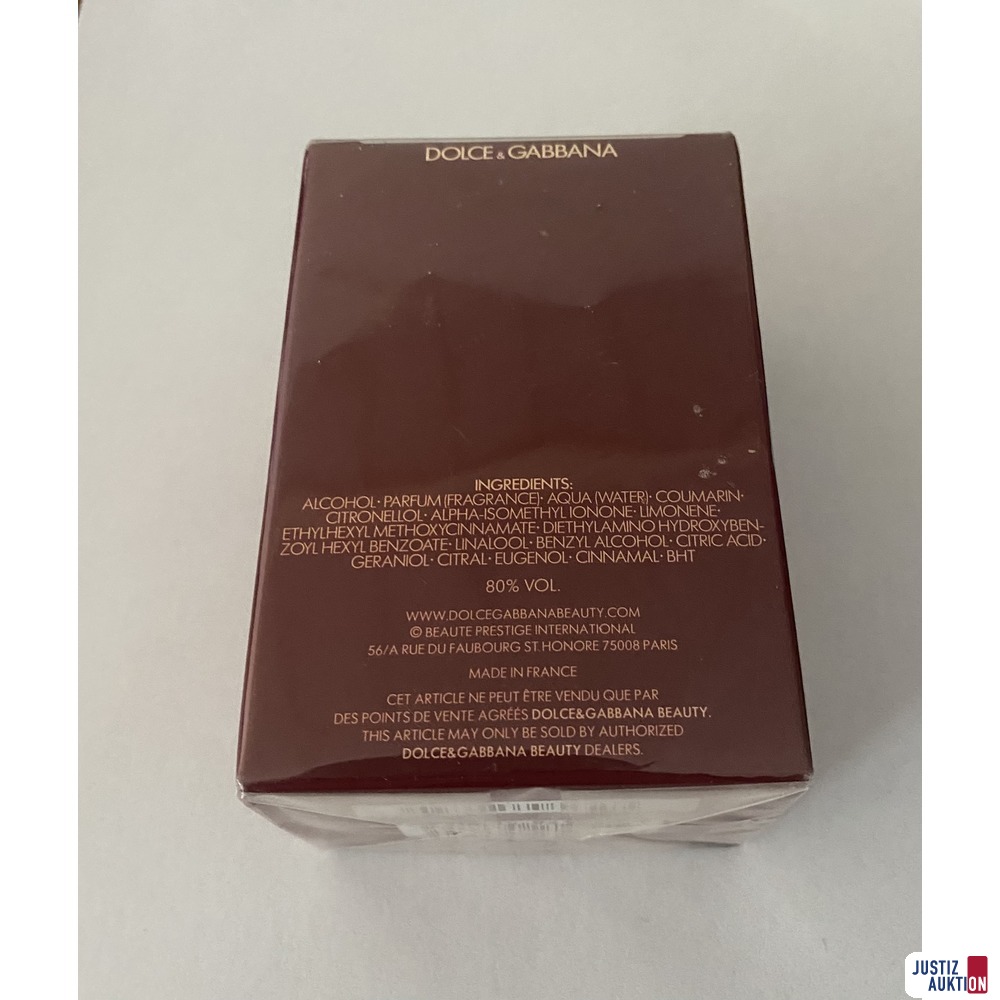 DOLCE & GABBANA
INGREDIENTS:
ALCOHOL· PARFUM (FRAGRANCE)· AQUA (WATER)· COUMARIN·
CITRONELLOL· ALPHA-ISOMETHYL IONONE· LIMONENE·
ETHYLHEXYL METHOXYCINNAMATE· DIETHYLAMINO HYDROXYBEN-
ZOYL HEXYL BENZOATE· LINALOOL· BENZYL ALCOHOL· CITRIC ACID·
GERANIOL· CITRAL· EUGENOL· CINNAMAL· BHT
80% VOL.
WWW.DOLCEGABBANABEAUTY.COM
© BEAUTE PRESTIGE INTERNATIONAL
56/A RUE DU FAUBOURG ST.HONORE 75008 PARIS
MADE IN FRANCE
CET ARTICLE NE PEUT ÊTRE VENDU QUE PAR
DES POINTS DE VENTE AGRÉÉS DOLCE&GABBANA BEAUTY.
THIS ARTICLE MAY ONLY BE SOLD BY AUTHORIZED
DOLCE&GABBANA BEAUTY DEALERS.
JUSTIZ
AUKTION